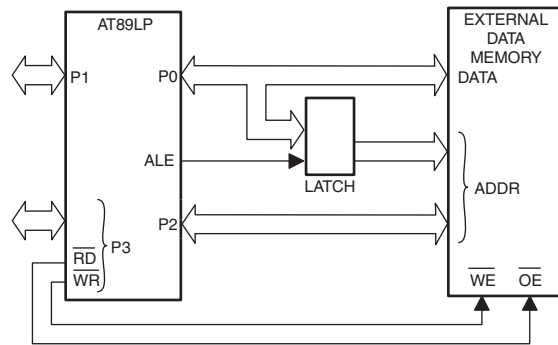 AT89LP
EXTERNAL
DATA
MEMORY
P1
P0
DATA
ALE
LATCH
ADDR
P2
P3
RD
WR
WE
OE